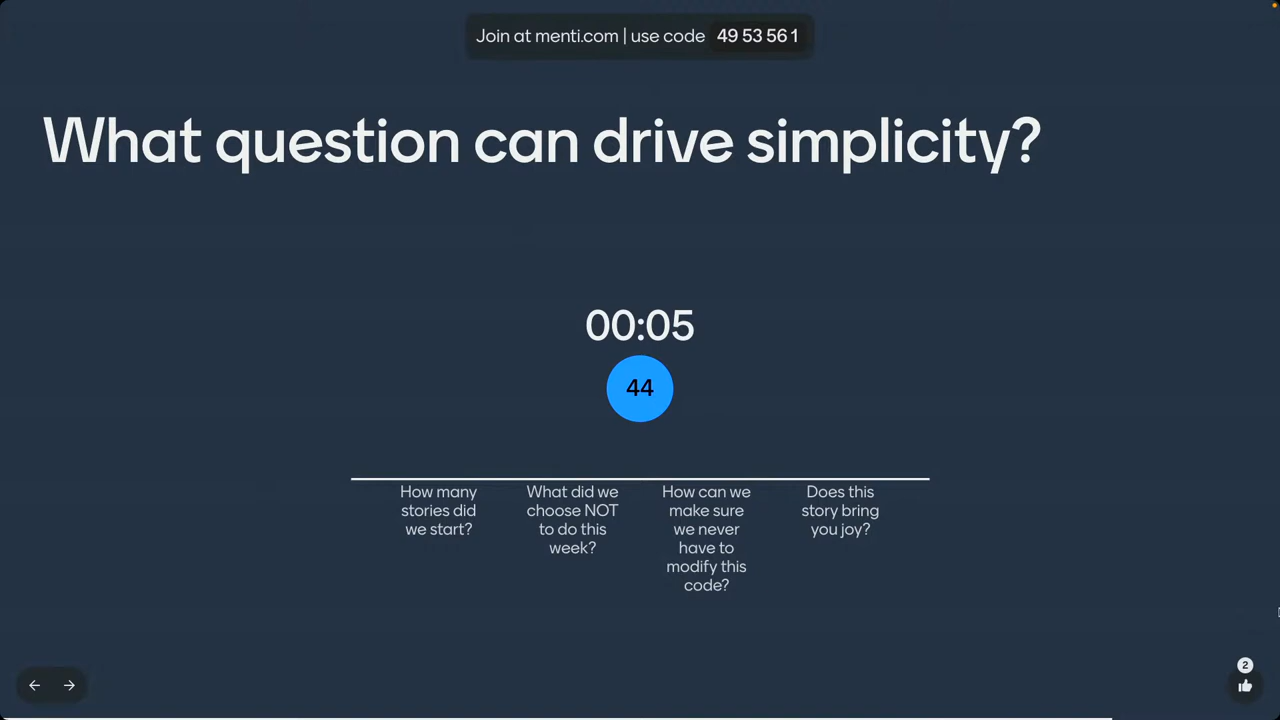 Join at menti.com | use code 49 53 56 1
What question can drive simplicity?
00:05
44
How many
stories did
we start?
What did we
choose NOT
to do this
week?
How can we
make sure
we never
have to
modify this
code?
Does this
story bring
you joy?
2